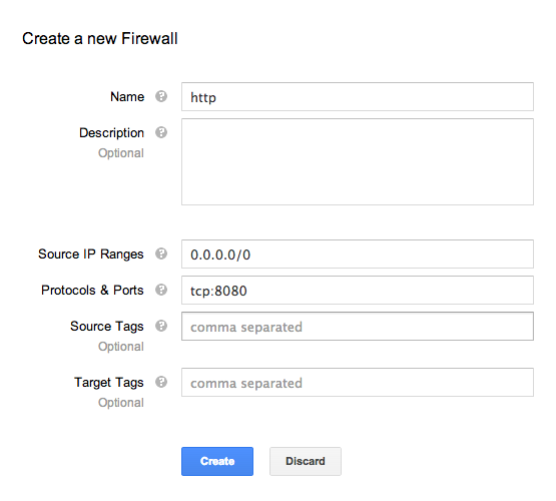 Create a new Firewall
Name http
Description
Optional
Source IP Ranges 0.0.0.0/0
Protocols & Ports tcp:8080
Source Tags comma separated
Optional
Target Tags comma separated
Optional
Create Discard